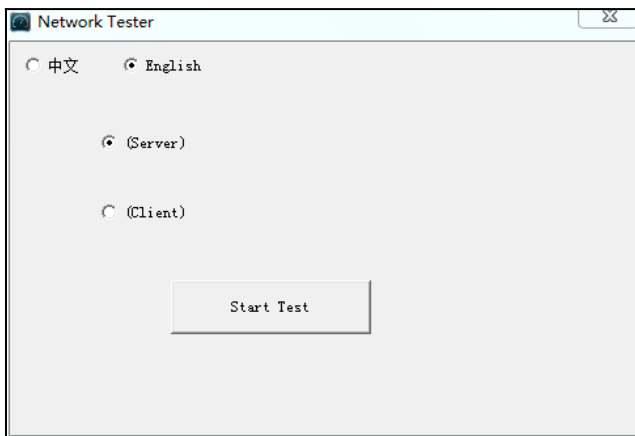 Network Tester
中文 English
(Server)
(Client)
Start Test